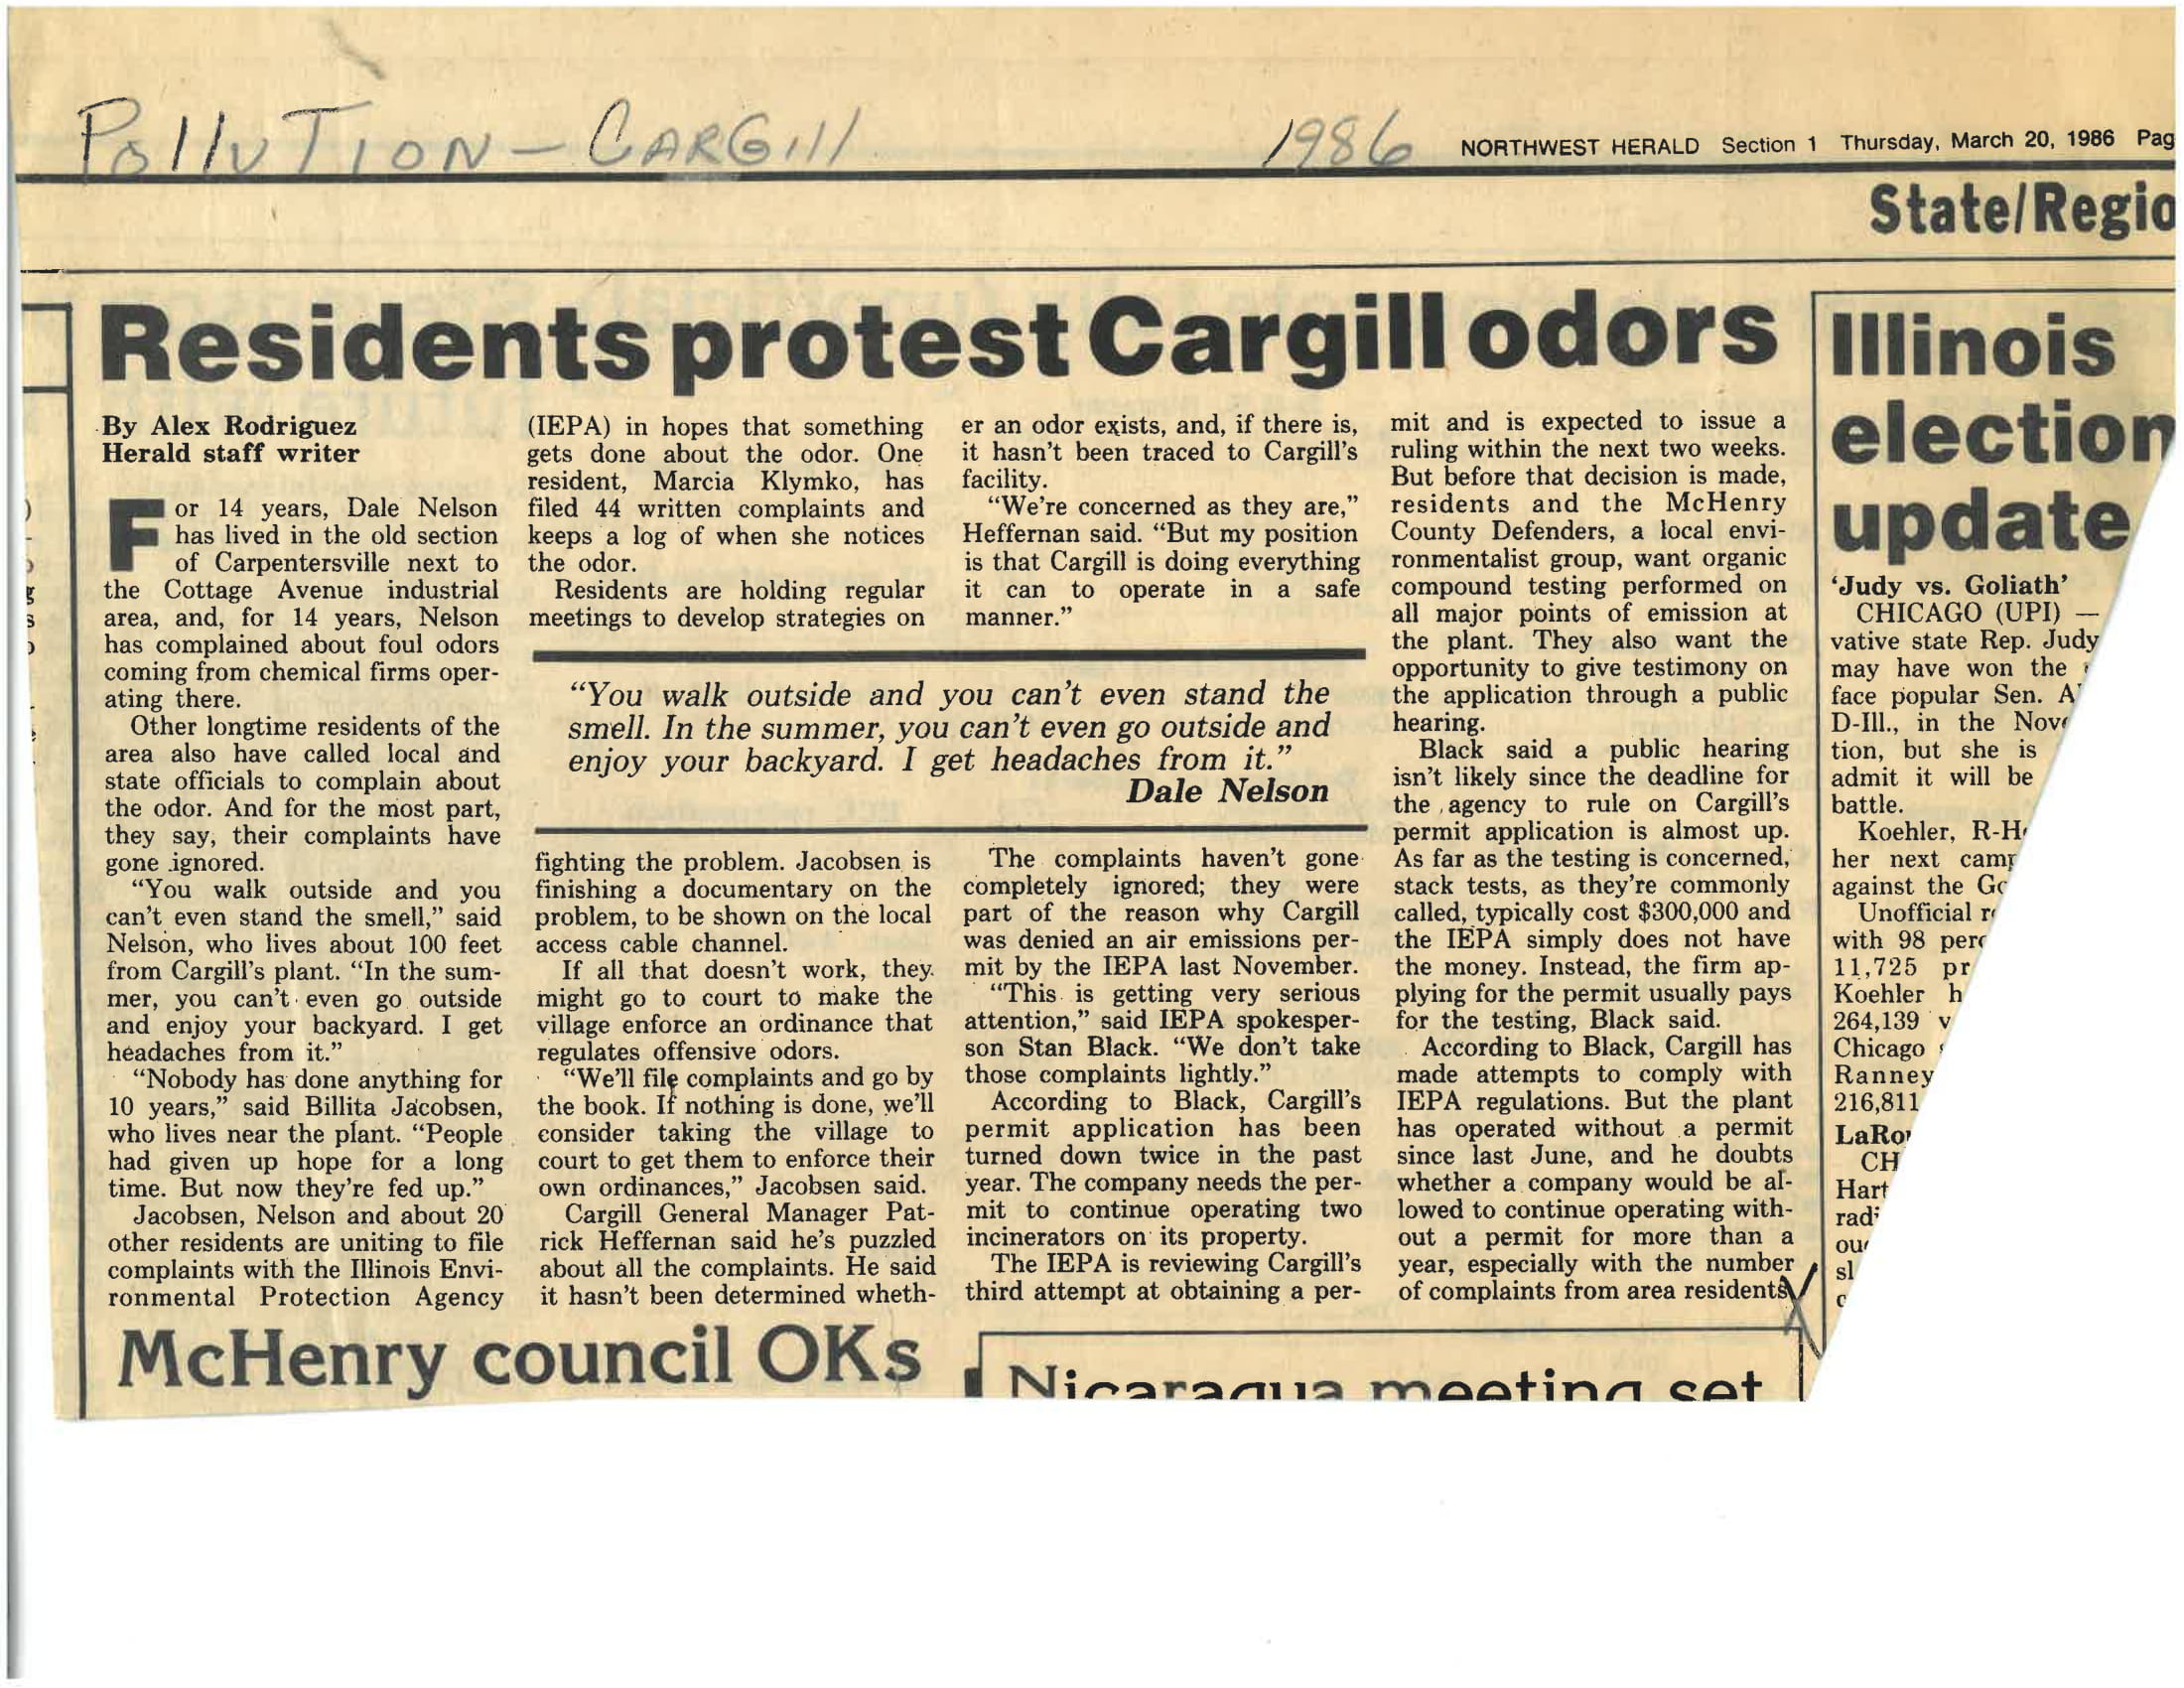 Pollution - Cargill
1986
NORTHWEST HERALD Section 1 Thursday, March 20, 1986 Pag
State/Regio
Residents protest Cargill odors
By Alex Rodriguez
Herald staff writer
For 14 years, Dale Nelson
has lived in the old section
of Carpentersville next to
the Cottage Avenue industrial
area, and, for 14 years, Nelson
has complained about foul odors
coming from chemical firms oper-
ating there.
Other longtime residents of the
area also have called local and
state officials to complain about
the odor. And for the most part,
they say, their complaints have
gone ignored.
“You walk outside and you
can't even stand the smell,” said
Nelson, who lives about 100 feet
from Cargill's plant. “In the sum-
mer, you can't even go outside
and enjoy your backyard. I get
headaches from it.”
“Nobody has done anything for
10 years,” said Billita Jacobsen,
who lives near the plant. “People
had given up hope for a long
time. But now they're fed up.”
Jacobsen, Nelson and about 20
other residents are uniting to file
complaints with the Illinois Envi-
ronmental Protection Agency
(IEPA) in hopes that something
gets done about the odor. One
resident, Marcia Klymko, has
filed 44 written complaints and
keeps a log of when she notices
the odor.
Residents are holding regular
meetings to develop strategies on
“You walk outside and you can't even stand the
smell. In the summer, you can't even go outside and
enjoy your backyard. I get headaches from it.”
Dale Nelson
fighting the problem. Jacobsen is
finishing a documentary on the
problem, to be shown on the local
access cable channel.
If all that doesn't work, they
might go to court to make the
village enforce an ordinance that
regulates offensive odors.
“We'll file complaints and go by
the book. If nothing is done, we'll
consider taking the village to
court to get them to enforce their
own ordinances,” Jacobsen said.
Cargill General Manager Pat-
rick Heffernan said he's puzzled
about all the complaints. He said
it hasn't been determined wheth-
er an odor exists, and, if there is,
it hasn't been traced to Cargill's
facility.
“We're concerned as they are,”
Heffernan said. “But my position
is that Cargill is doing everything
it can to operate in a safe
manner.”
The complaints haven't gone
completely ignored; they were
part of the reason why Cargill
was denied an air emissions per-
mit by the IEPA last November.
“This is getting very serious
attention,” said IEPA spokesper-
son Stan Black. “We don't take
those complaints lightly.”
According to Black, Cargill's
permit application has been
turned down twice in the past
year. The company needs the per-
mit to continue operating two
incinerators on its property.
The IEPA is reviewing Cargill's
third attempt at obtaining a per-
mit and is expected to issue a
ruling within the next two weeks.
But before that decision is made,
residents and the McHenry
County Defenders, a local envi-
ronmentalist group, want organic
compound testing performed on
all major points of emission at
the plant. They also want the
opportunity to give testimony on
the application through a public
hearing.
Black said a public hearing
isn't likely since the deadline for
the agency to rule on Cargill's
permit application is almost up.
As far as the testing is concerned,
stack tests, as they're commonly
called, typically cost $300,000 and
the IEPA simply does not have
the money. Instead, the firm ap-
plying for the permit usually pays
for the testing, Black said.
According to Black, Cargill has
made attempts to comply with
IEPA regulations. But the plant
has operated without a permit
since last June, and he doubts
whether a company would be al-
lowed to continue operating with-
out a permit for more than a
year, especially with the number
of complaints from area residents
Illinois
election
update
‘Judy vs. Goliath’
CHICAGO (UPI) —
vative state Rep. Judy
may have won the
face popular Sen. A
D-Ill., in the Nov
tion, but she is
admit it will be
battle.
Koehler, R-H
her next camp
against the Go
Unofficial r
with 98 perc
11,725 pr
Koehler h
264,139 v
Chicago
Ranney
216,811
LaRo
CH
Hart
radi
ou
sl
c
McHenry council OKs
Nicaragua meeting set